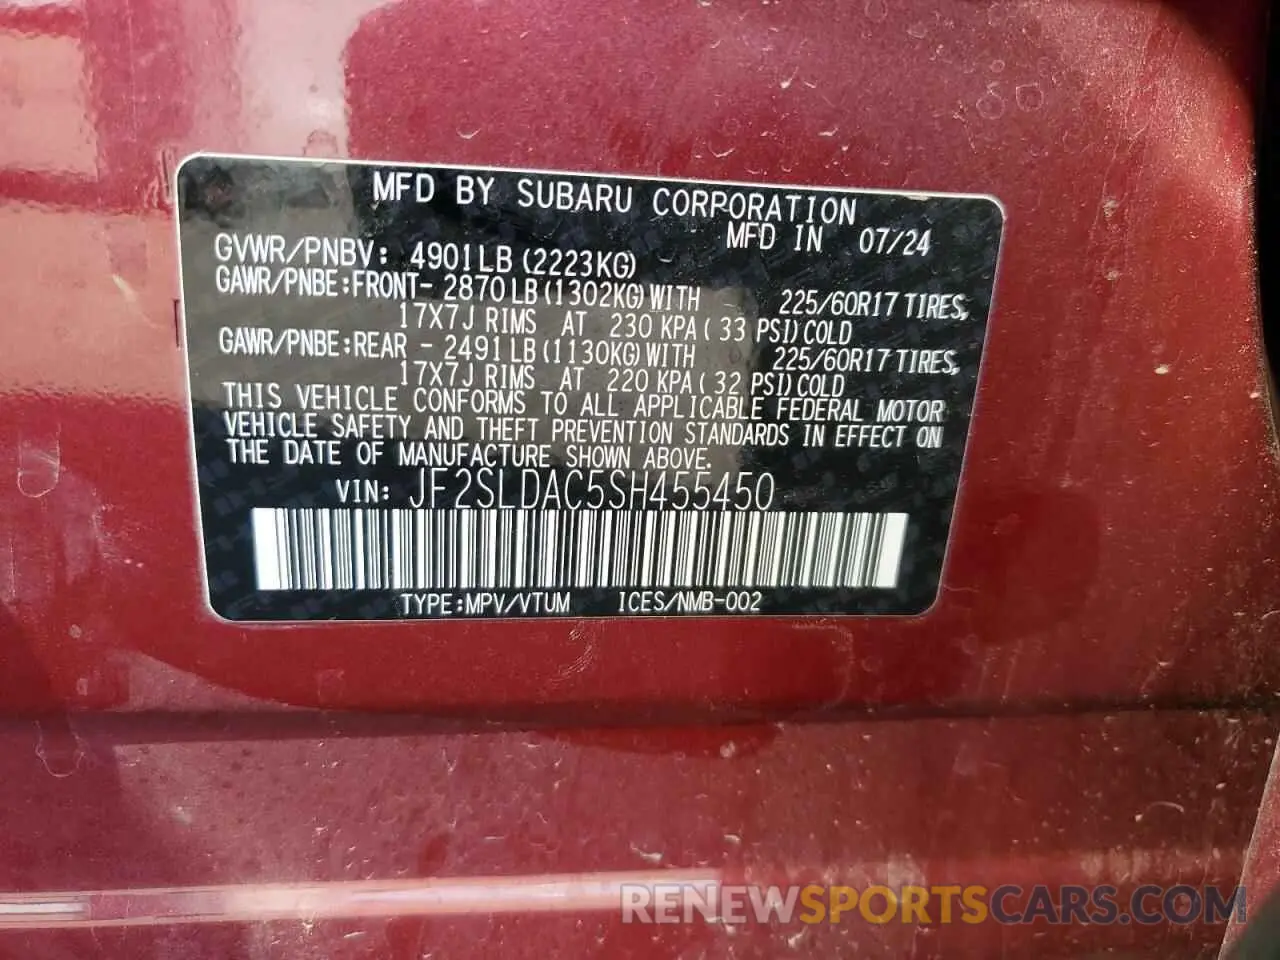 MFD BY SUBARU CORPORATION
MFD IN 07/24
GVWR/PNBV: 4901LB (2223KG)
GAWR/PNBE:FRONT- 2870LB(1302KG)WITH 225/60R17 TIRES,
17X7J RIMS AT 230 KPA( 33 PSI)COLD
GAWR/PNBE:REAR - 2491LB(1130KG)WITH 225/60R17 TIRES,
17X7J RIMS AT 220 KPA( 32 PSI)COLD
THIS VEHICLE CONFORMS TO ALL APPLICABLE FEDERAL MOTOR
VEHICLE SAFETY AND THEFT PREVENTION STANDARDS IN EFFECT ON
THE DATE OF MANUFACTURE SHOWN ABOVE.
VIN: JF2SLDAC5SH455450
TYPE:MPV/VTUM ICES/NMB-002
RENEWSPORTSCARS.COM